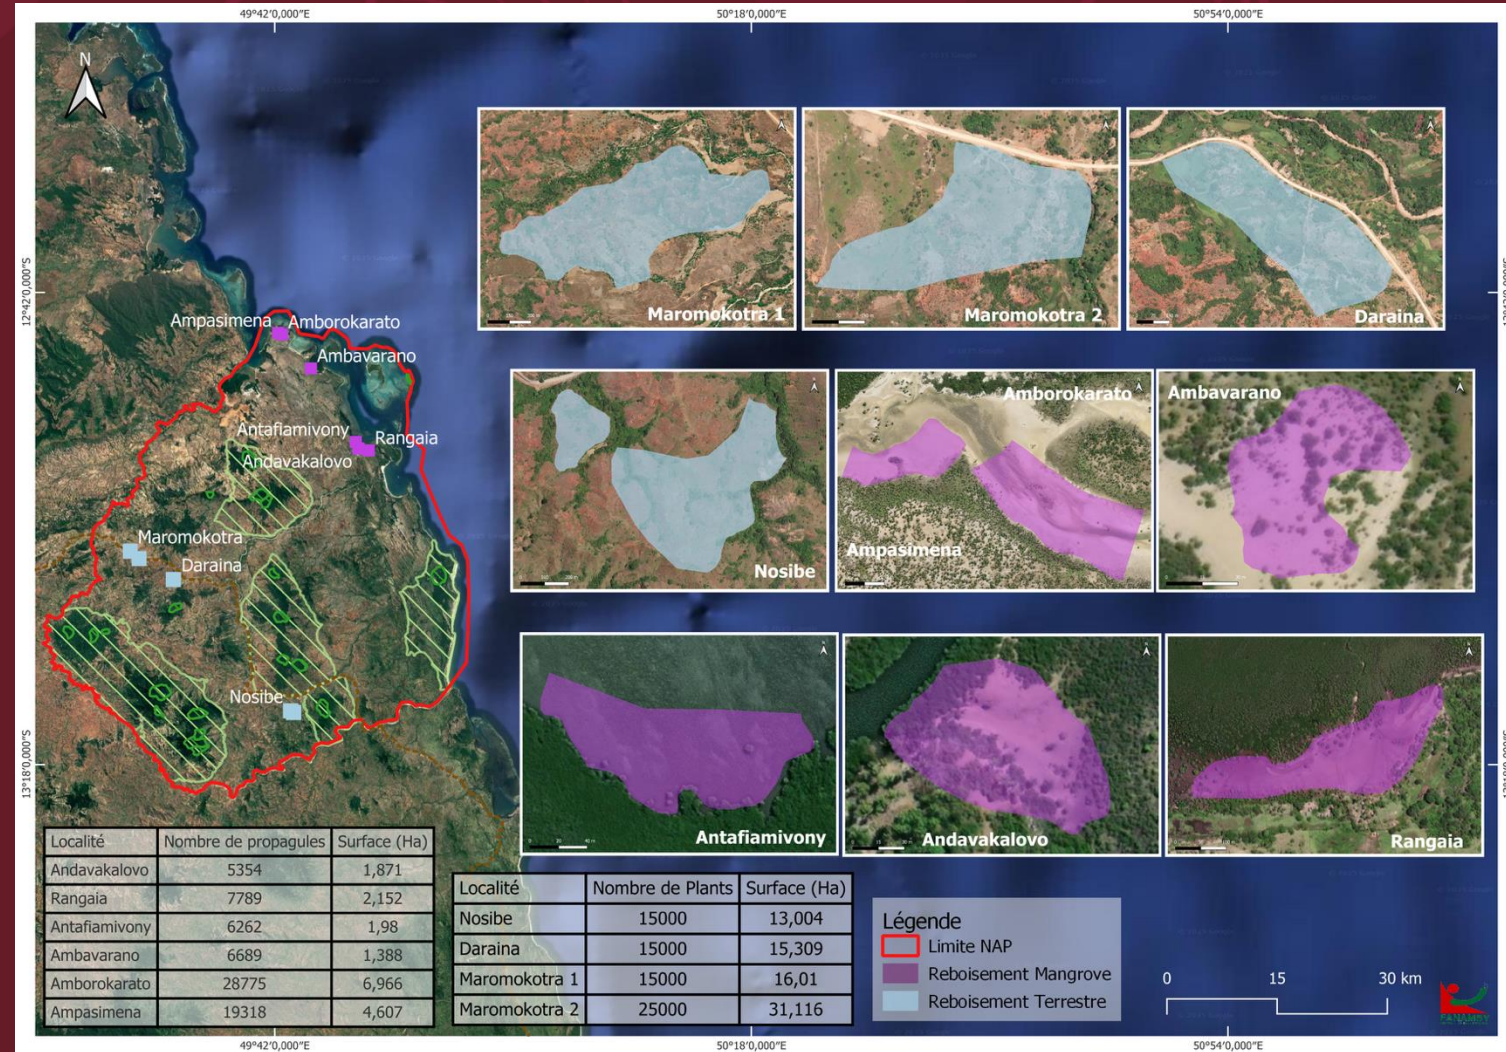 49°42′0,000″E 50°18′0,000″E 50°54′0,000″E
N
12°42′0,000″S
13°18′0,000″S
Ampasimena Amborokarato
Ambavarano
Antafiamivony
Rangaia
Andavakalovo
Maromokotra
Daraina
Nosibe
Maromokotra 1
Maromokotra 2
Daraina
Nosibe
Amborokarato
Ampasimena
Ambavarano
Antafiamivony
Andavakalovo
Rangaia
Localité Nombre de propagules Surface (Ha)
Andavakalovo 5354 1,871
Rangaia 7789 2,152
Antafiamivony 6262 1,98
Ambavarano 6689 1,388
Amborokarato 28775 6,966
Ampasimena 19318 4,607
Localité Nombre de Plants Surface (Ha)
Nosibe 15000 13,004
Daraina 15000 15,309
Maromokotra 1 15000 16,01
Maromokotra 2 25000 31,116
Légende
Limite NAP
Reboisement Mangrove
Reboisement Terrestre
0 15 30 km
FANAMBY
49°42′0,000″E 50°18′0,000″E 50°54′0,000″E